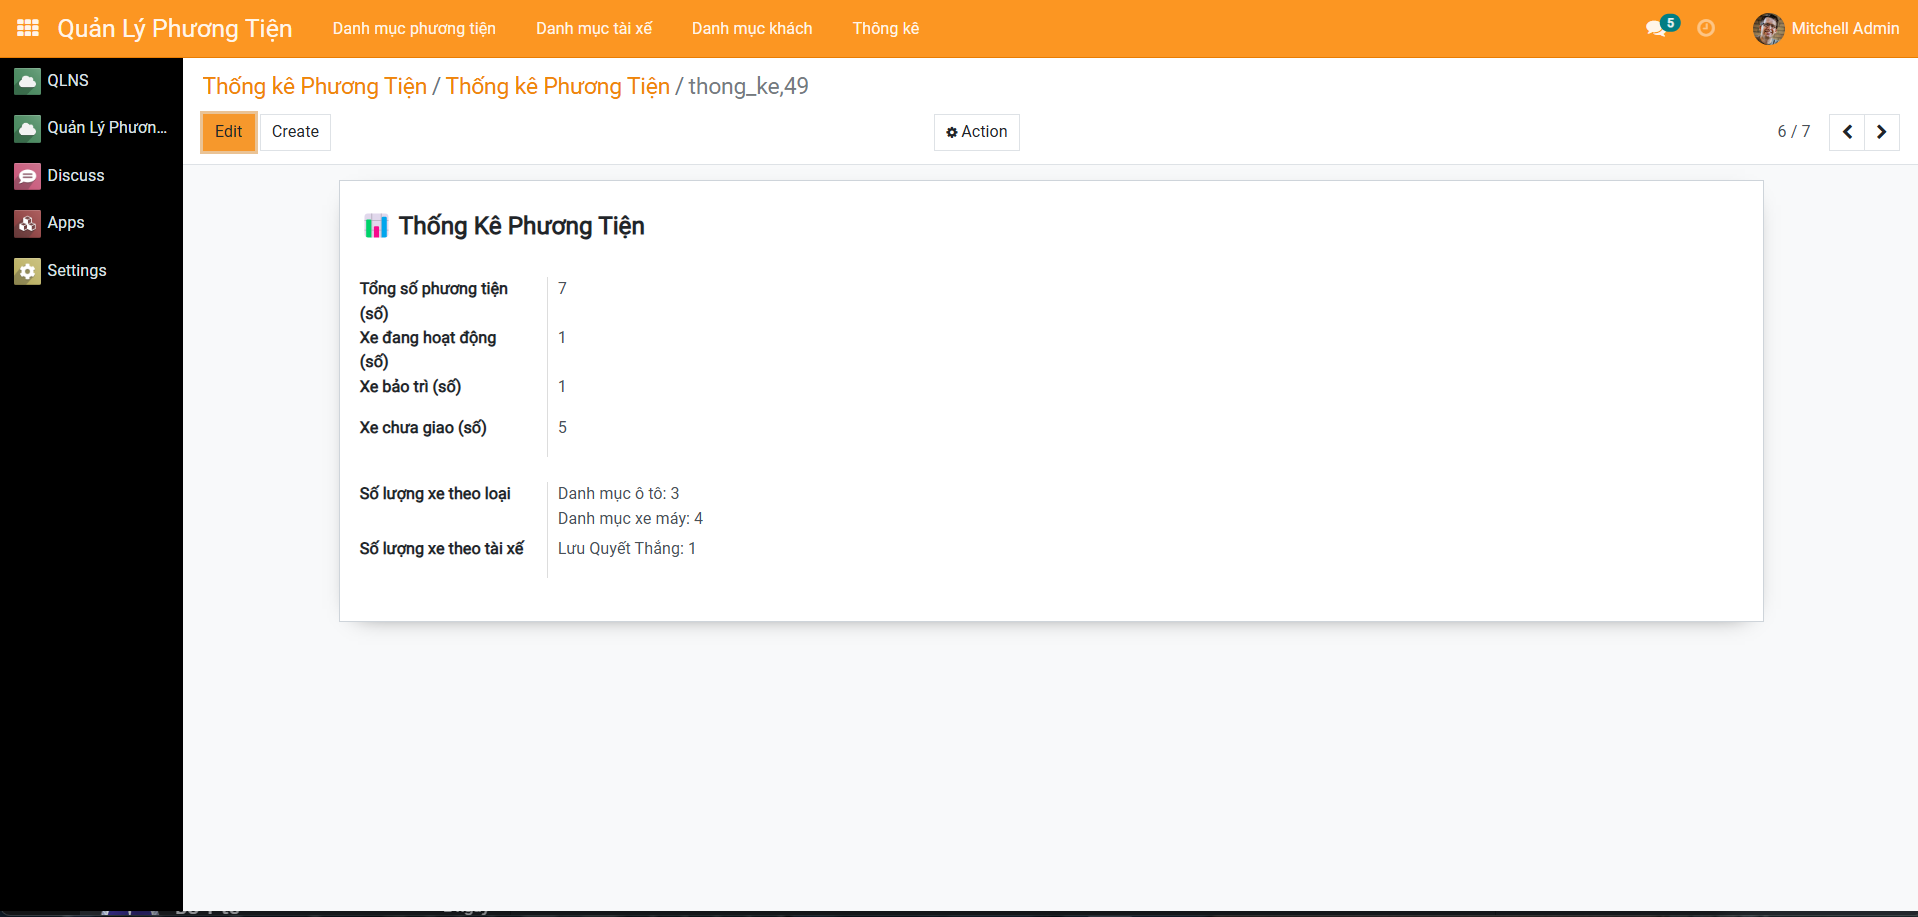 Quản Lý Phương Tiện
Danh mục phương tiện
Danh mục tài xế
Danh mục khách
Thông kê
5
Mitchell Admin
QLNS
Quản Lý Phươn...
Discuss
Apps
Settings
Thống kê Phương Tiện / Thống kê Phương Tiện / thong_ke,49
Edit
Create
Action
6 / 7
Thống Kê Phương Tiện
Tổng số phương tiện (số)
7
Xe đang hoạt động (số)
1
Xe bảo trì (số)
1
Xe chưa giao (số)
5
Số lượng xe theo loại
Danh mục ô tô: 3
Danh mục xe máy: 4
Số lượng xe theo tài xế
Lưu Quyết Thắng: 1